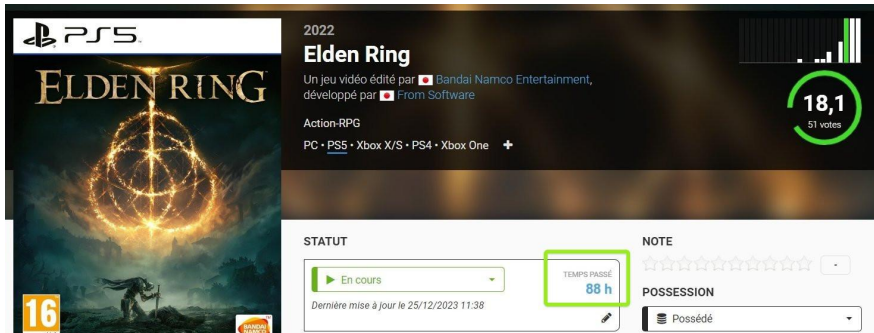 PS5
ELDEN RING
16
BANDAI
NAMCO
2022
Elden Ring
Un jeu vidéo édité par Bandai Namco Entertainment,
développé par From Software
Action-RPG
PC • PS5 • Xbox X/S • PS4 • Xbox One +
18,1
51 votes
STATUT
En cours
Dernière mise à jour le 25/12/2023 11:38
TEMPS PASSÉ
88 h
NOTE
-
POSSESSION
Possédé